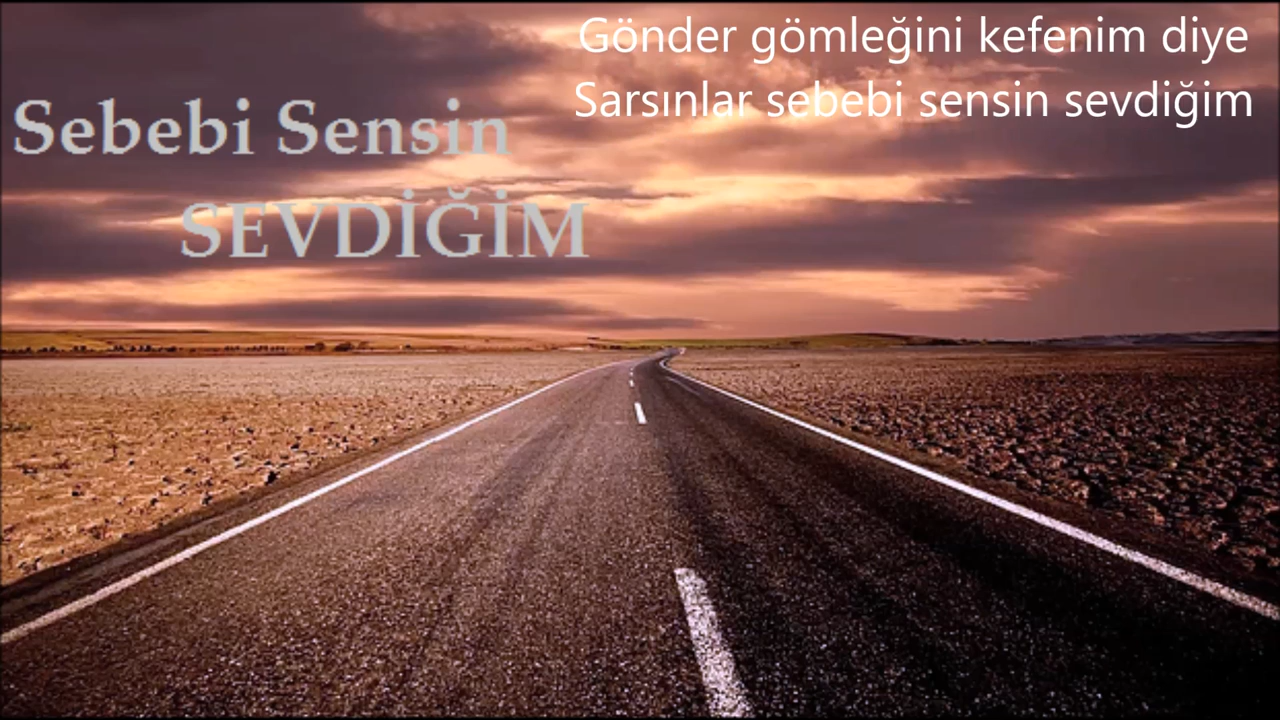 Gönder gömleğini kefenim diye
Sarsınlar sebebi sensin sevdiğim
Sebebi Sensin
SEVDİĞİM